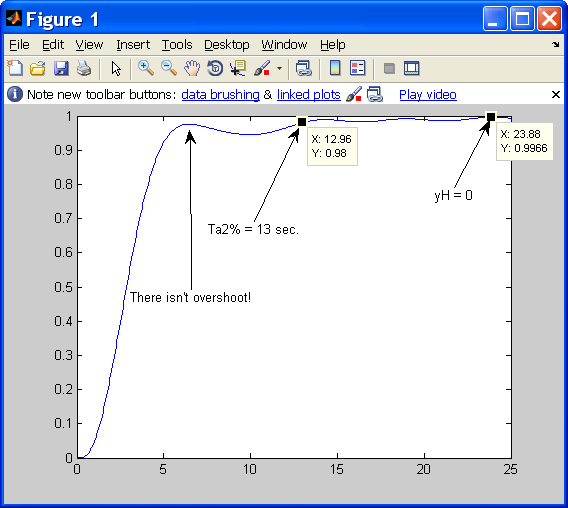 Figure 1
File Edit View Insert Tools Desktop Window Help
Note new toolbar buttons: data brushing & linked plots Play video
1
0.9
0.8
0.7
0.6
0.5
0.4
0.3
0.2
0.1
0
X: 12.96
Y: 0.98
X: 23.88
Y: 0.9966
yH = 0
Ta2% = 13 sec.
There isn't overshoot!
0 5 10 15 20 25